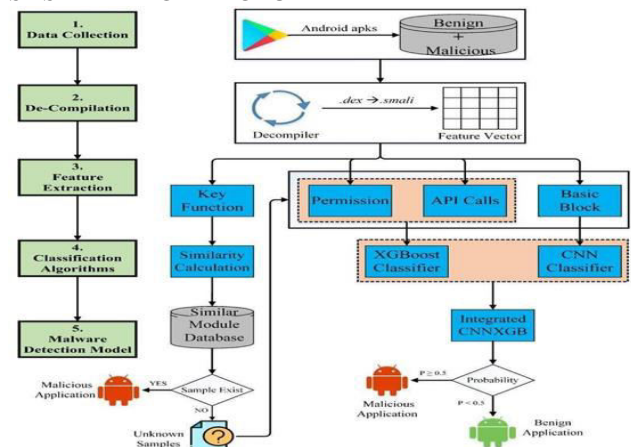 1.
Data Collection
2.
De-Compilation
3.
Feature
Extraction
4.
Classification
Algorithms
5.
Malware
Detection Model
Android apks
Benign
+
Malicious
.dex → .smali
Decompiler
Feature Vector
Key
Function
Permission
API Calls
Basic
Block
Similarity
Calculation
XGBoost
Classifier
CNN
Classifier
Similar
Module
Database
Integrated
CNNXGB
Malicious
Application
YES
Sample Exist
NO
Unknown
Samples
?
P ≥ 0.5
Probability
P < 0.5
Malicious
Application
Benign
Application